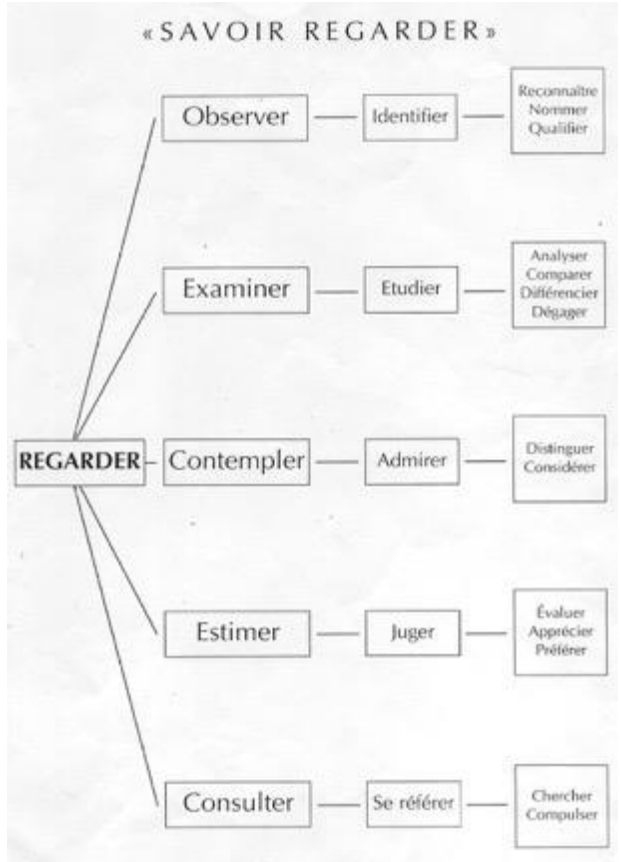 « SAVOIR REGARDER »
Observer
Identifier
Reconnaître
Nommer
Qualifier
Examiner
Etudier
Analyser
Comparer
Différencier
Dégager
REGARDER
Contempler
Admirer
Distinguer
Considérer
Estimer
Juger
Évaluer
Apprécier
Préférer
Consulter
Se référer
Chercher
Compulser